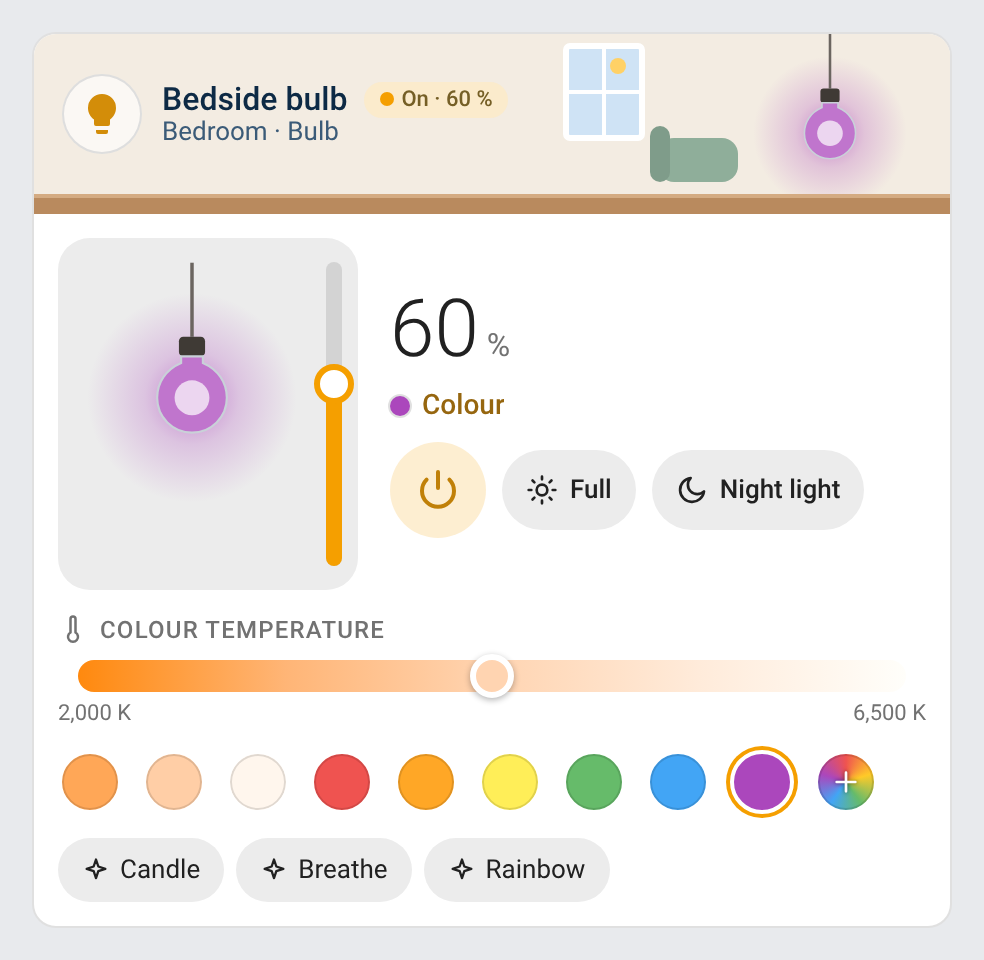 Bedside bulb
On · 60 %
Bedroom · Bulb
60 %
Colour
Full
Night light
COLOUR TEMPERATURE
2,000 K
6,500 K
Candle
Breathe
Rainbow